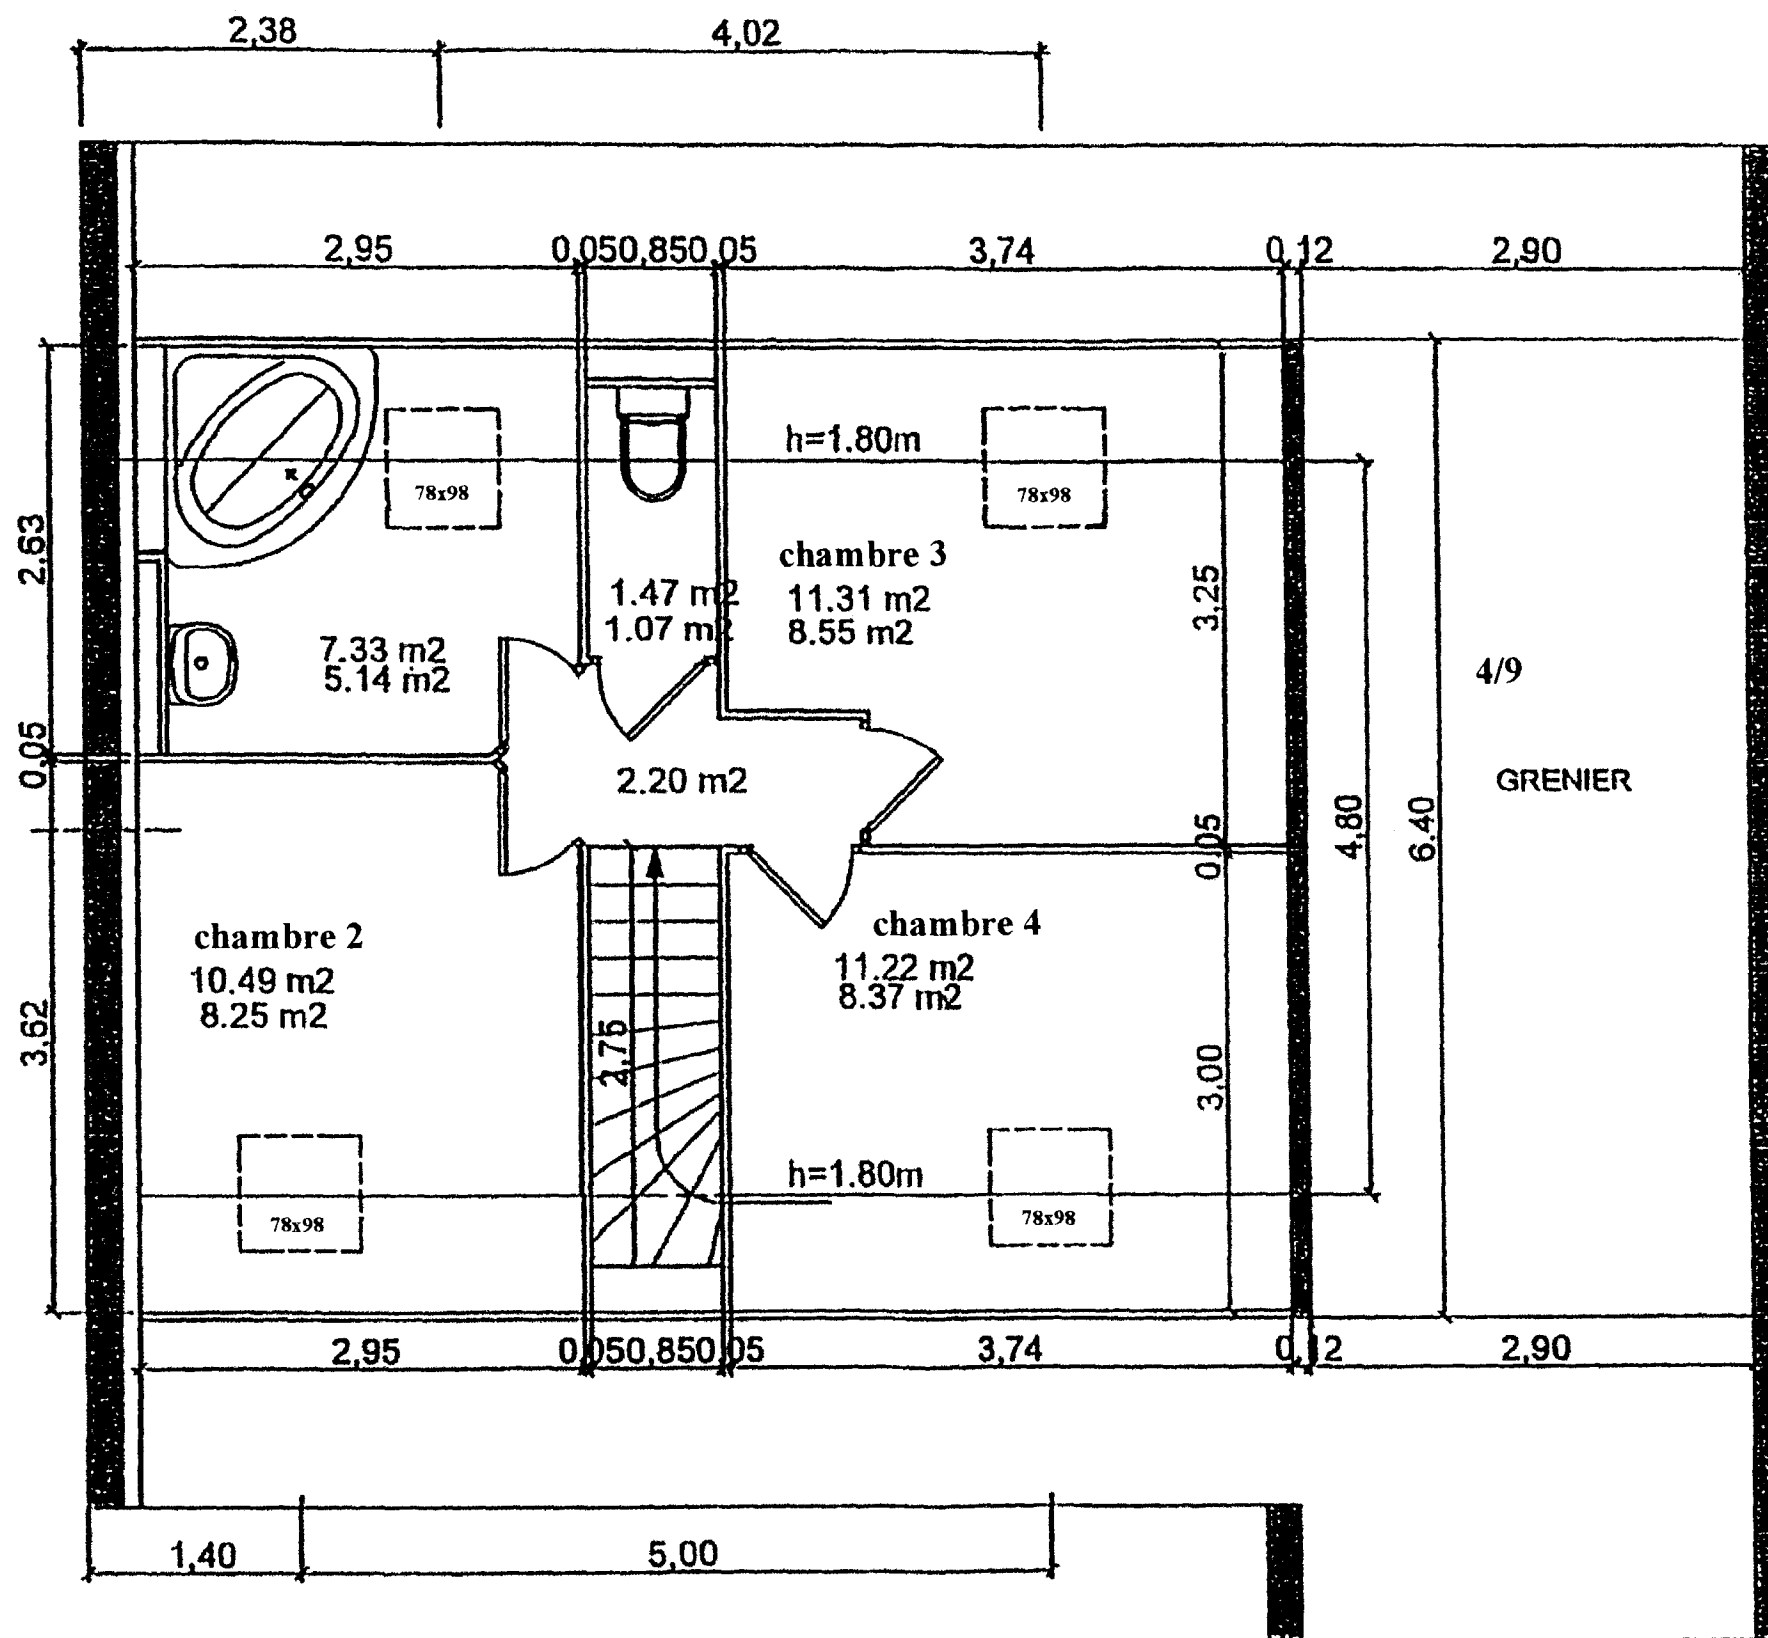 2,38
4,02
2,95
0,050,850,05
3,74
0,12
2,90
h=1.80m
78x98
78x98
2,63
chambre 3
1.47 m2
11.31 m2
1.07 m2
8.55 m2
3,25
7.33 m2
5.14 m2
4/9
0,05
2.20 m2
GRENIER
0,05
4,80
6.40
chambre 2
chambre 4
10.49 m2
11.22 m2
8.25 m2
8.37 m2
3,62
2,75
3,00
h=1.80m
78x98
78x98
2,95
0,050,850,05
3,74
0,12
2,90
1,40
5,00